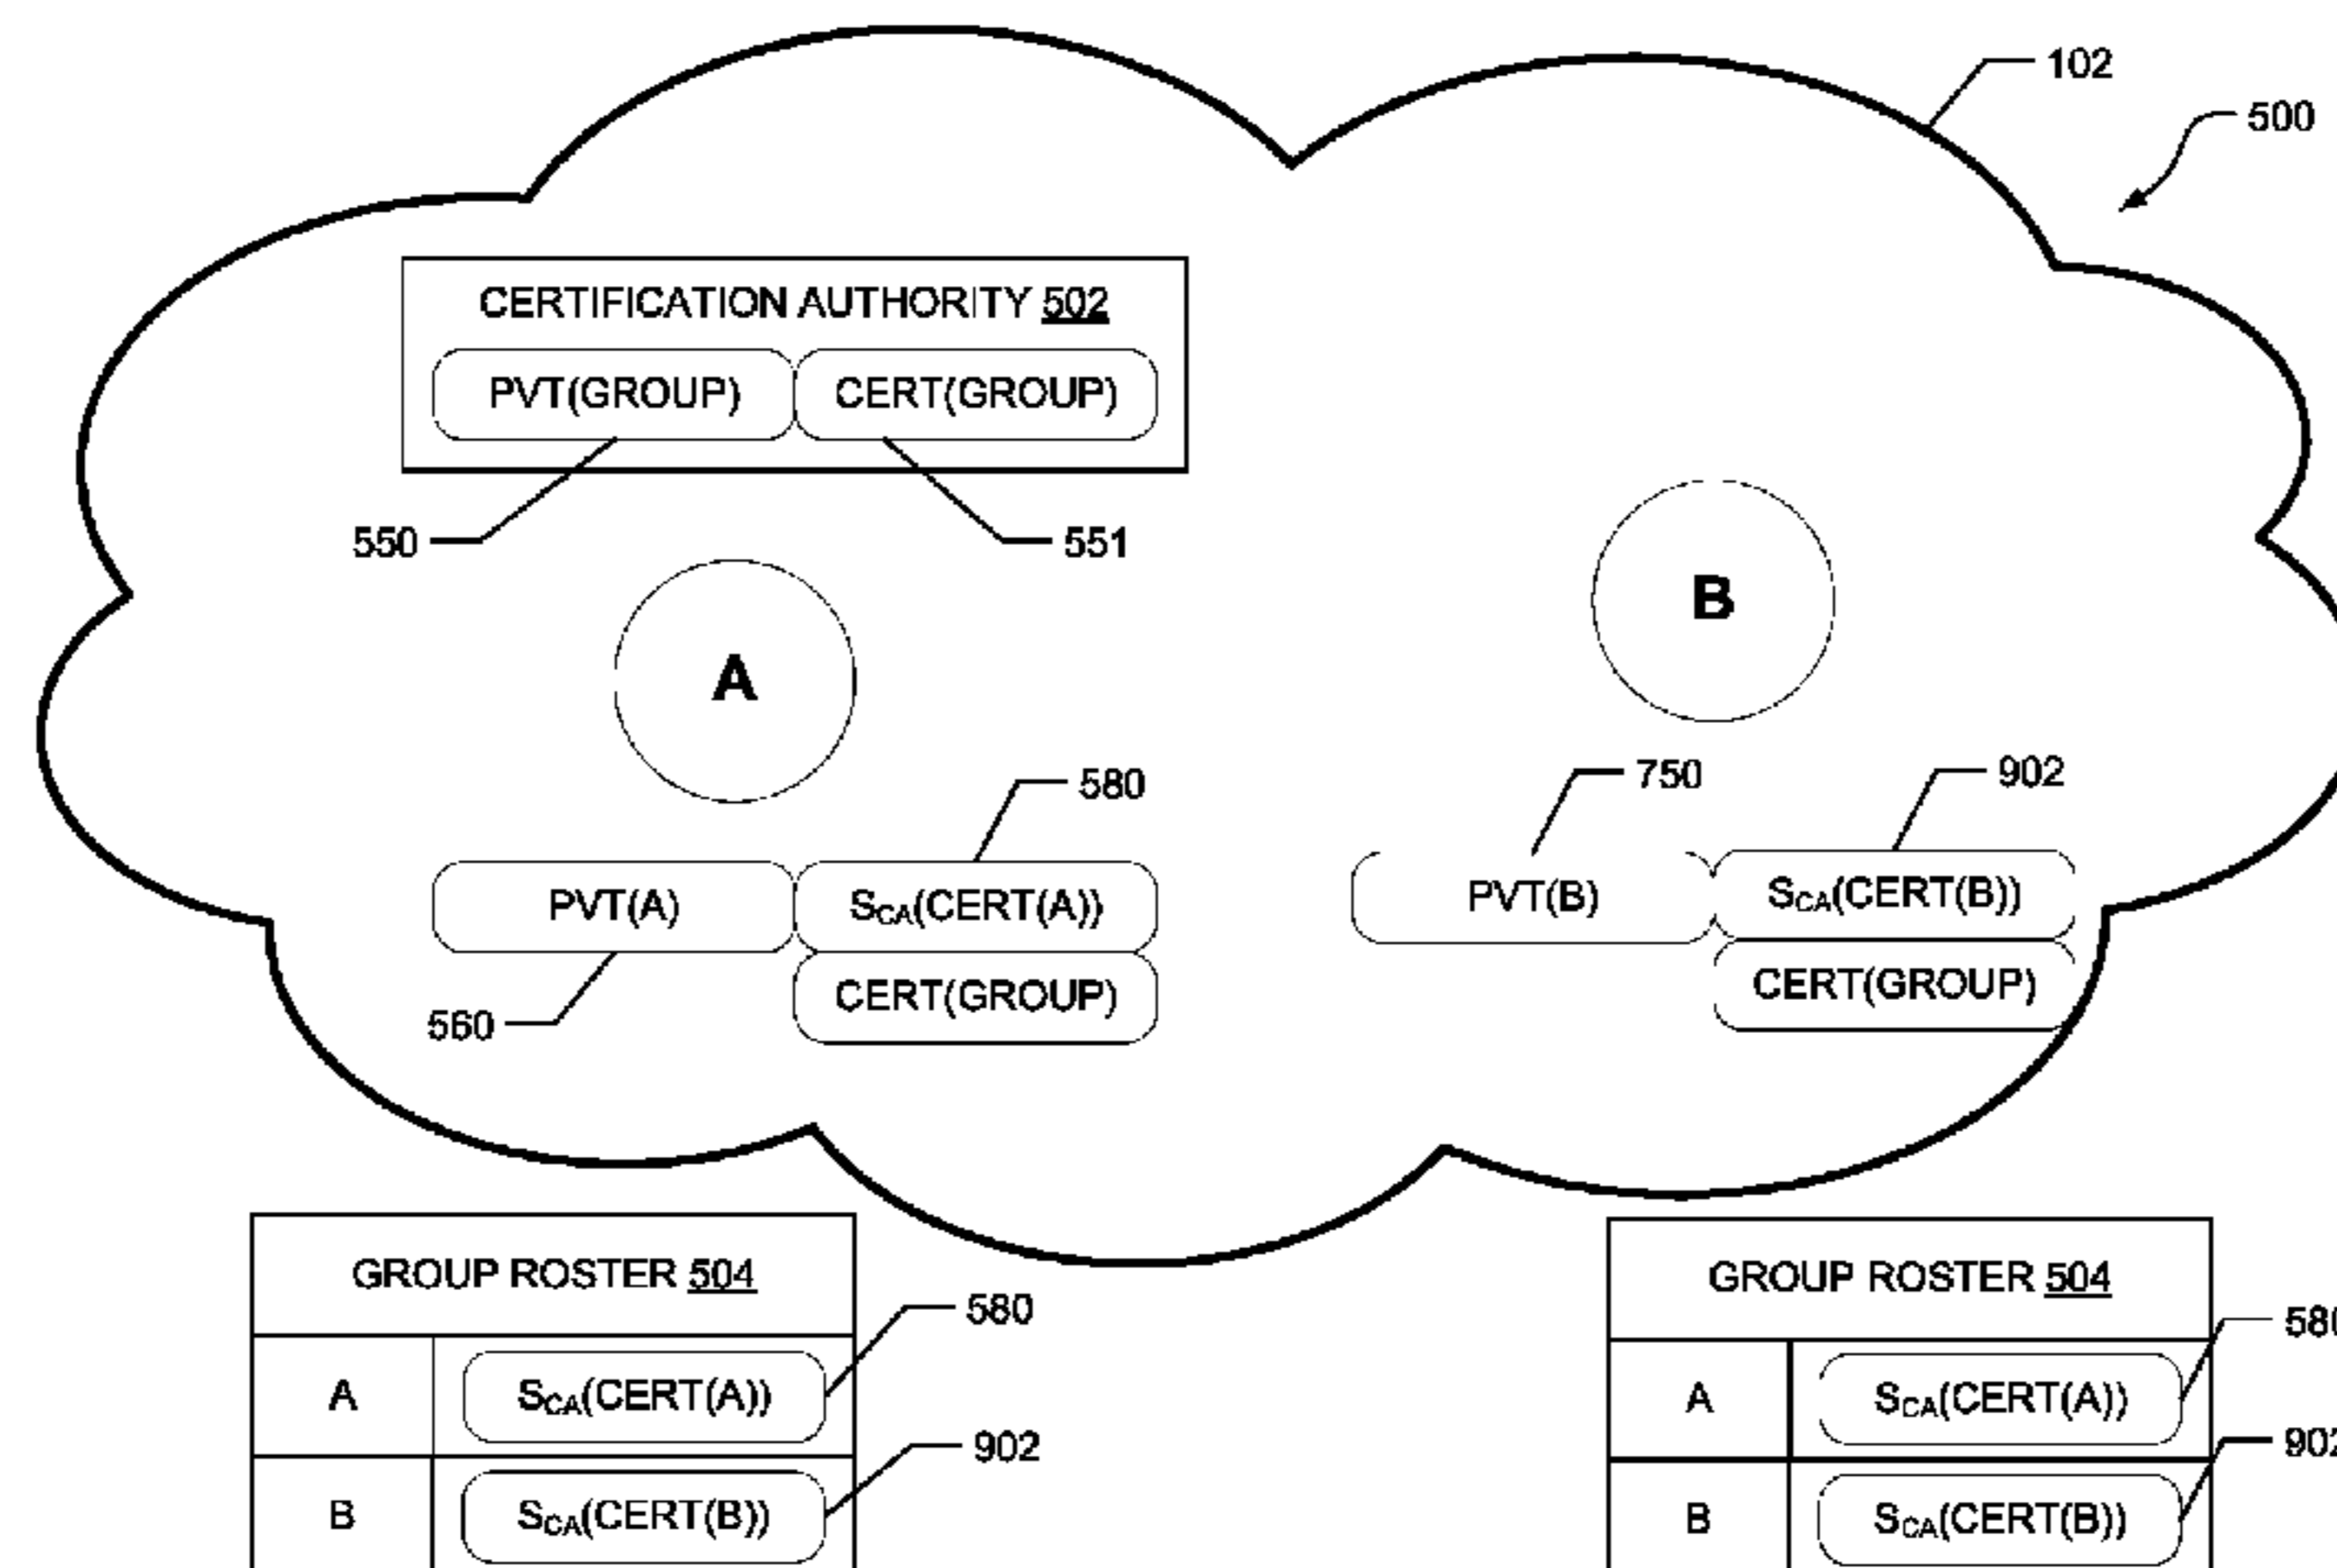 102
500
CERTIFICATION AUTHORITY 502
PVT(GROUP) CERT(GROUP)
550 551
A
B
580 750 902
PVT(A) SCA(CERT(A)) PVT(B) SCA(CERT(B))
CERT(GROUP) CERT(GROUP)
560
GROUP ROSTER 504
580
A SCA(CERT(A))
902
B SCA(CERT(B))
GROUP ROSTER 504
580
A SCA(CERT(A))
902
B SCA(CERT(B))